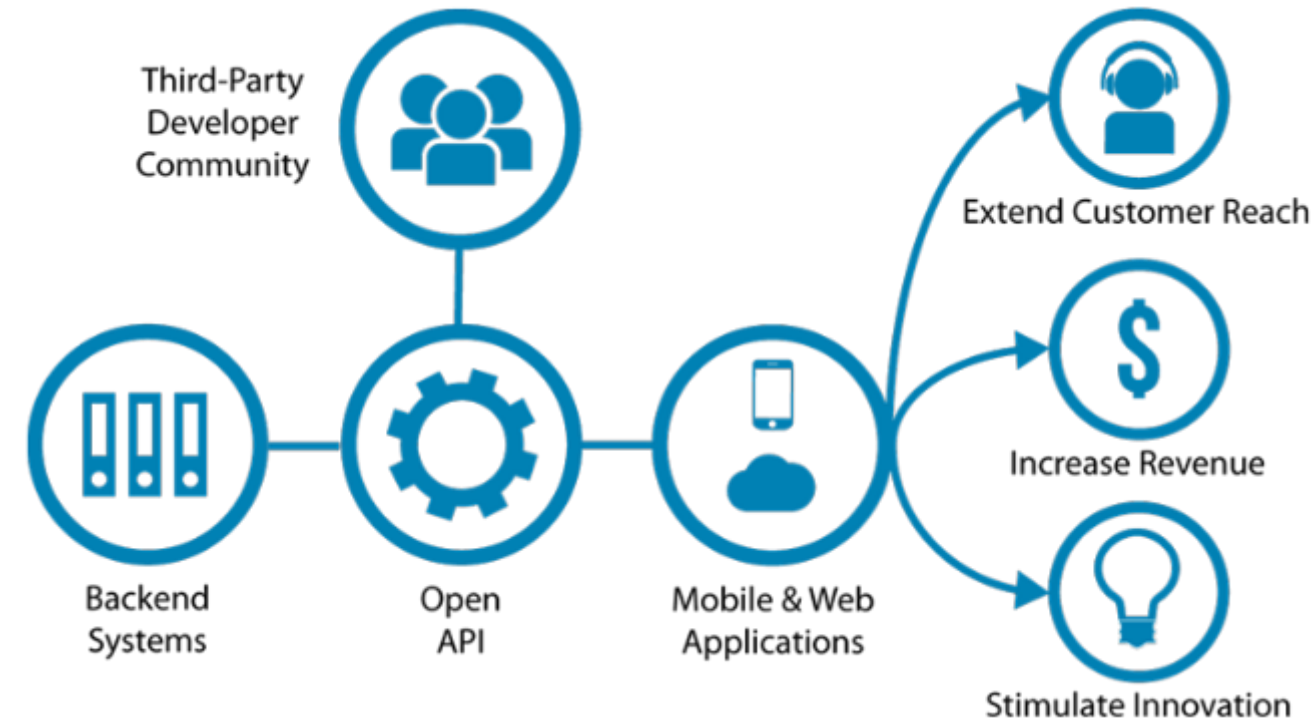 Third-Party
Developer
Community
Extend Customer Reach
Increase Revenue
Backend
Systems
Open
API
Mobile & Web
Applications
Stimulate Innovation